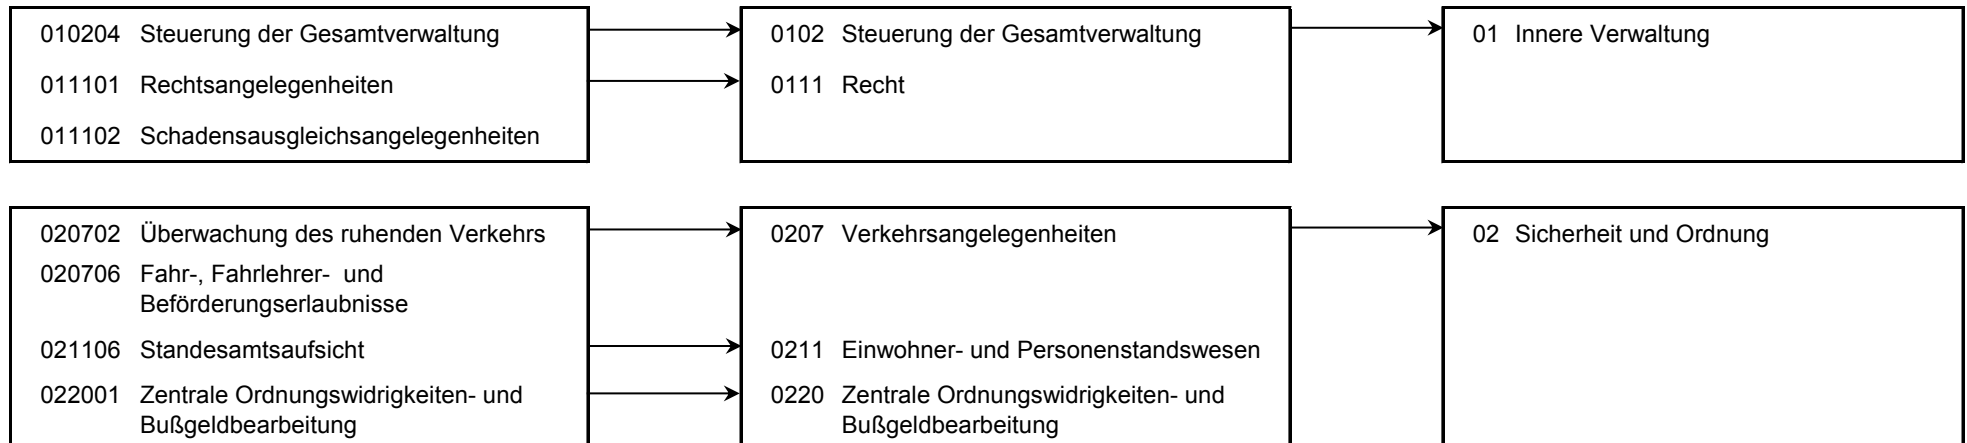 010204 Steuerung der Gesamtverwaltung 0102 Steuerung der Gesamtverwaltung 01 Innere Verwaltung
011101 Rechtsangelegenheiten 0111 Recht
011102 Schadensausgleichsangelegenheiten
020702 Überwachung des ruhenden Verkehrs 0207 Verkehrsangelegenheiten 02 Sicherheit und Ordnung
020706 Fahr-, Fahrlehrer- und
Beförderungserlaubnisse
021106 Standesamtsaufsicht 0211 Einwohner- und Personenstandswesen
022001 Zentrale Ordnungswidrigkeiten- und 0220 Zentrale Ordnungswidrigkeiten- und
Bußgeldbearbeitung Bußgeldbearbeitung